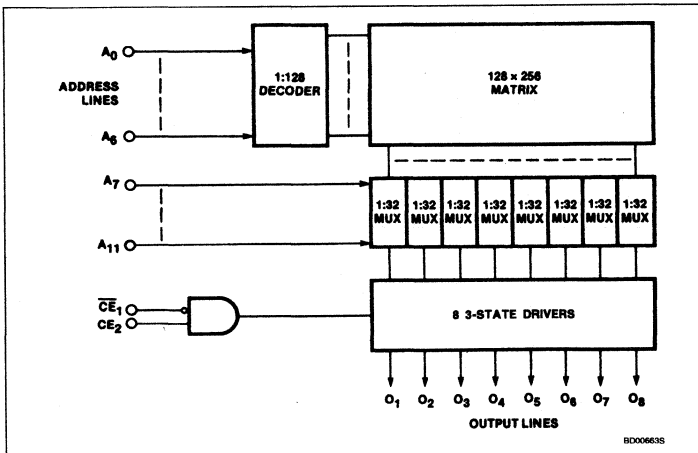 A0
ADDRESS
LINES
A6
1:128
DECODER
128 × 256
MATRIX
A7
A11
1:32
MUX
1:32
MUX
1:32
MUX
1:32
MUX
1:32
MUX
1:32
MUX
1:32
MUX
1:32
MUX
C̅E̅1
CE2
8 3-STATE DRIVERS
O1 O2 O3 O4 O5 O6 O7 O8
OUTPUT LINES
BD00663S